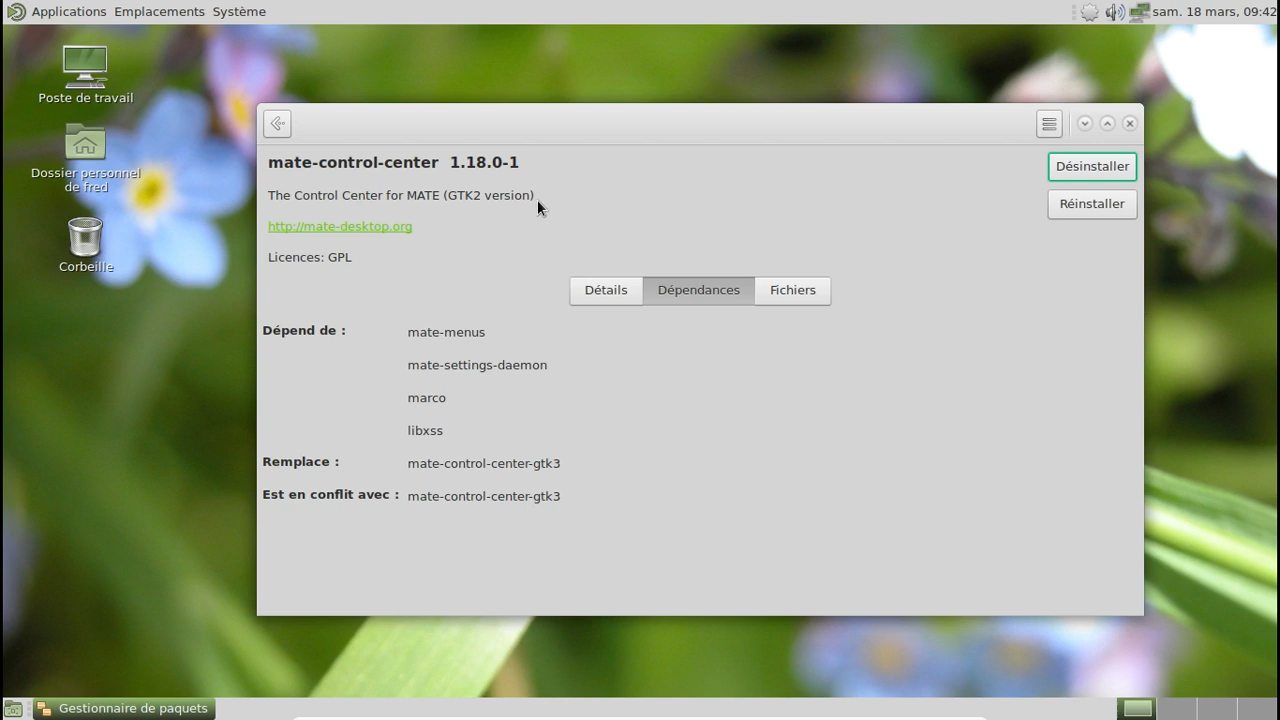 Applications Emplacements Système
sam. 18 mars, 09:42
Poste de travail
Dossier personnel
de fred
Corbeille
mate-control-center 1.18.0-1
Désinstaller
The Control Center for MATE (GTK2 version)
Réinstaller
http://mate-desktop.org
Licences: GPL
Détails
Dépendances
Fichiers
Dépend de : mate-menus
mate-settings-daemon
marco
libxss
Remplace : mate-control-center-gtk3
Est en conflit avec : mate-control-center-gtk3
Gestionnaire de paquets